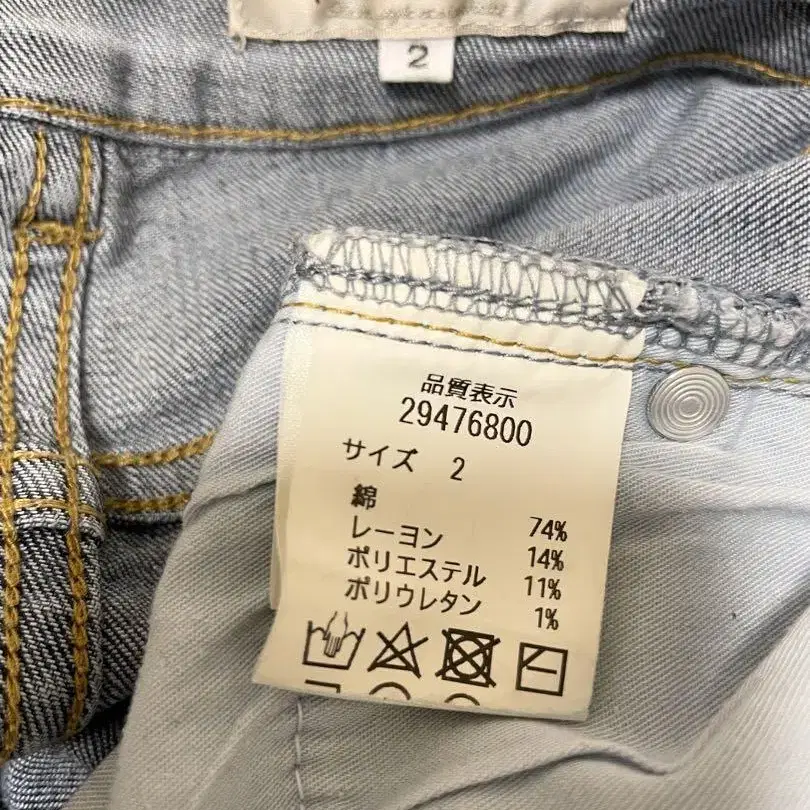 2
品質表示
29476800
サイズ 2
綿 74%
レーヨン 14%
ポリエステル 11%
ポリウレタン 1%